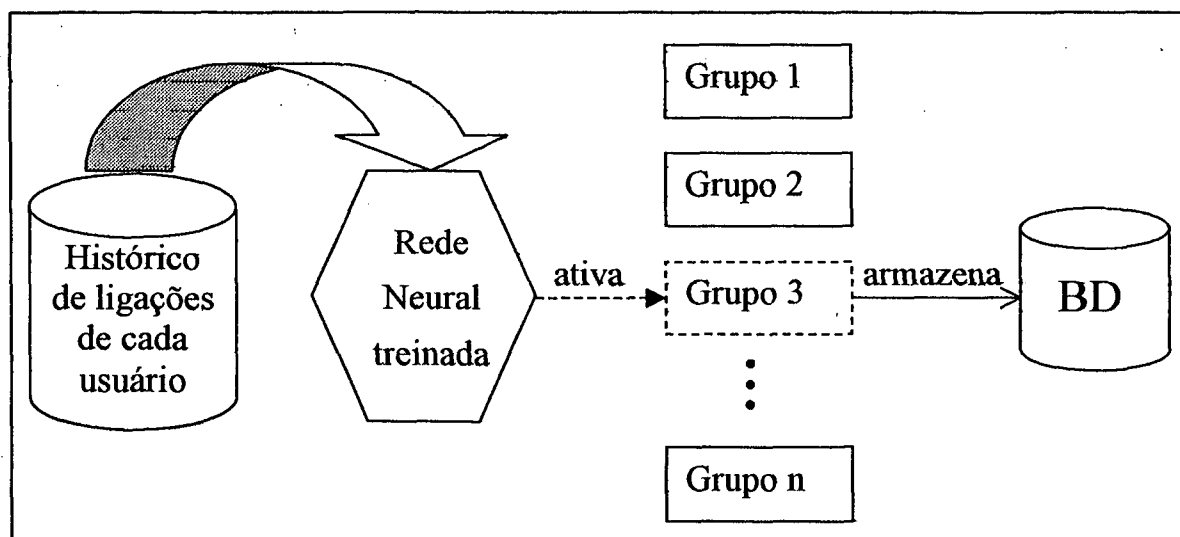 Histórico
de ligações
de cada
usuário
Rede
Neural
treinada
ativa
Grupo 1
Grupo 2
Grupo 3
Grupo n
armazena
BD